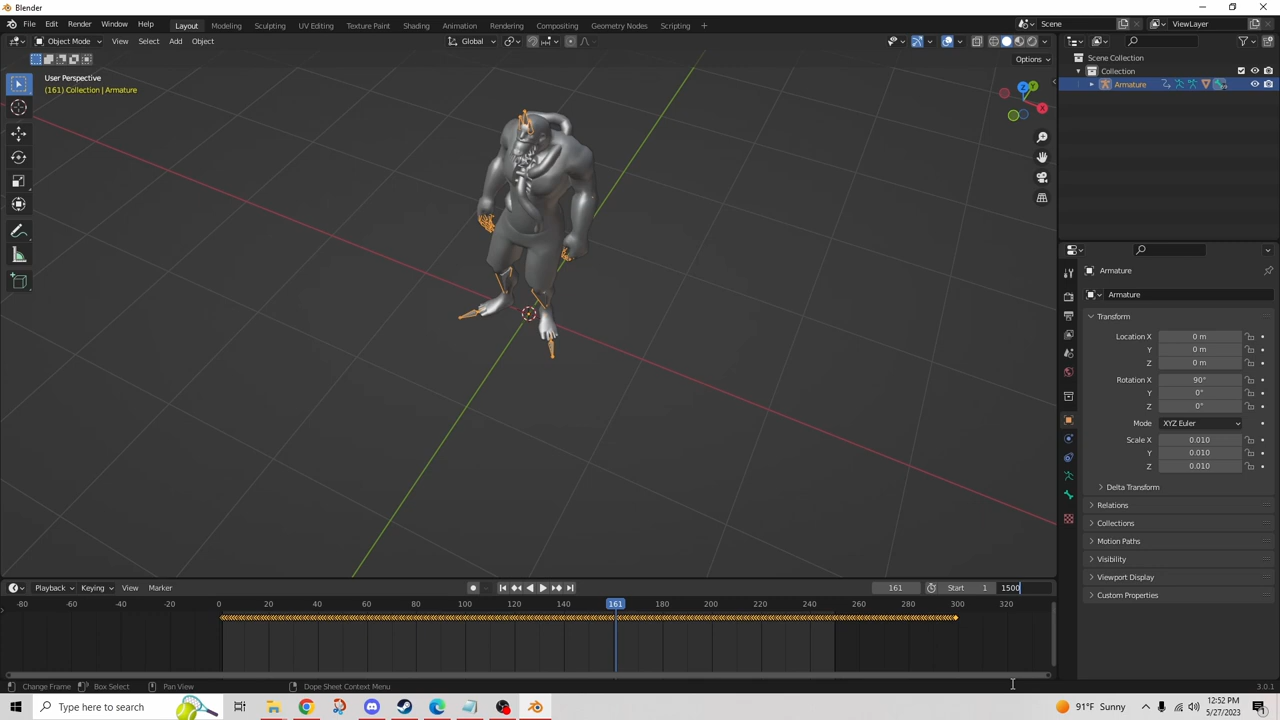 Blender
File Edit Render Window Help Layout Modeling Sculpting UV Editing Texture Paint Shading Animation Rendering Compositing Geometry Nodes Scripting + Scene ViewLayer
Object Mode View Select Add Object Global
Options
User Perspective
(161) Collection | Armature
Z Y X
Scene Collection
Collection
Armature
Armature
Armature
Transform
Location X 0 m
Y 0 m
Z 0 m
Rotation X 90°
Y 0°
Z 0°
Mode XYZ Euler
Scale X 0.010
Y 0.010
Z 0.010
Delta Transform
Relations
Collections
Motion Paths
Visibility
Viewport Display
Custom Properties
Playback Keying View Marker 161 Start 1 1500
-80 -60 -40 -20 0 20 40 60 80 100 120 140 161 180 200 220 240 260 280 300 320
Change Frame Box Select Pan View Dope Sheet Context Menu 3.0.1
Type here to search 91°F Sunny 12:52 PM
5/27/2023